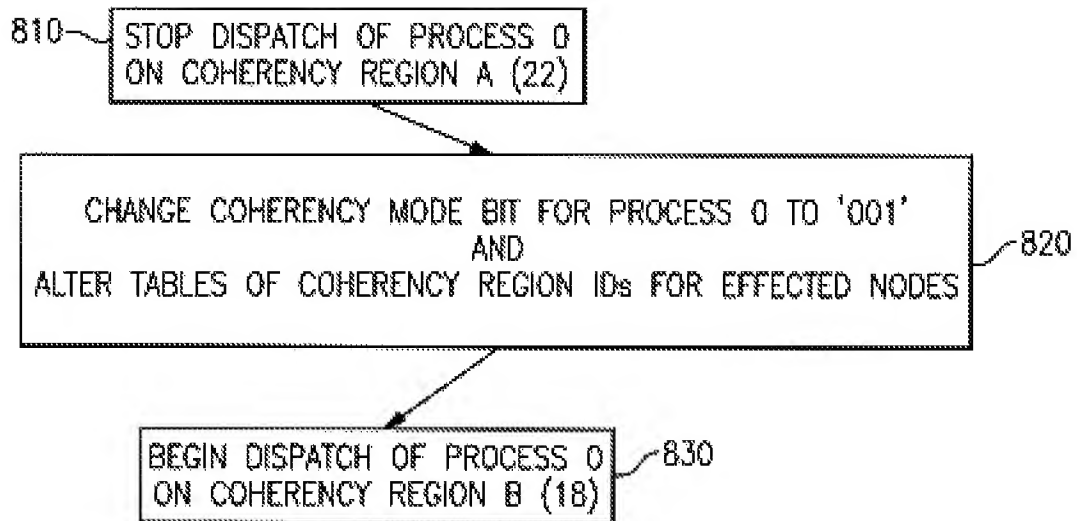 810
STOP DISPATCH OF PROCESS 0
ON COHERENCY REGION A (22)
CHANGE COHERENCY MODE BIT FOR PROCESS 0 TO '001'
AND
ALTER TABLES OF COHERENCY REGION IDs FOR EFFECTED NODES
820
BEGIN DISPATCH OF PROCESS 0
ON COHERENCY REGION B (18)
830